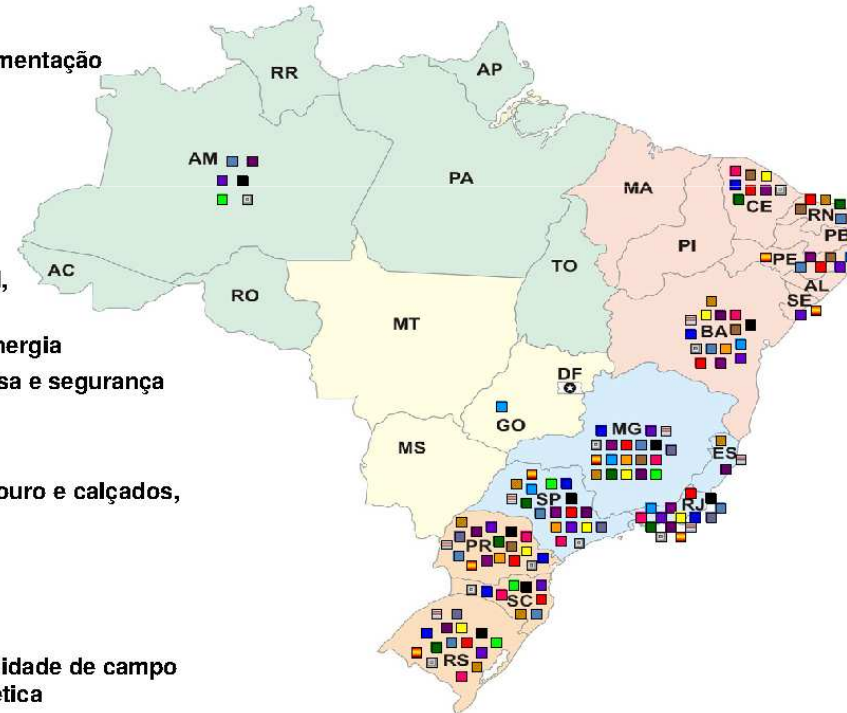 mentação
l,
nergia
sa e segurança
ouro e calçados,
idade de campo
ética
RR
AP
AM
PA
MA
CE
RN
PB
PI
PE
AL
SE
AC
RO
TO
BA
MT
DF
GO
MG
ES
MS
SP
RJ
PR
SC
RS